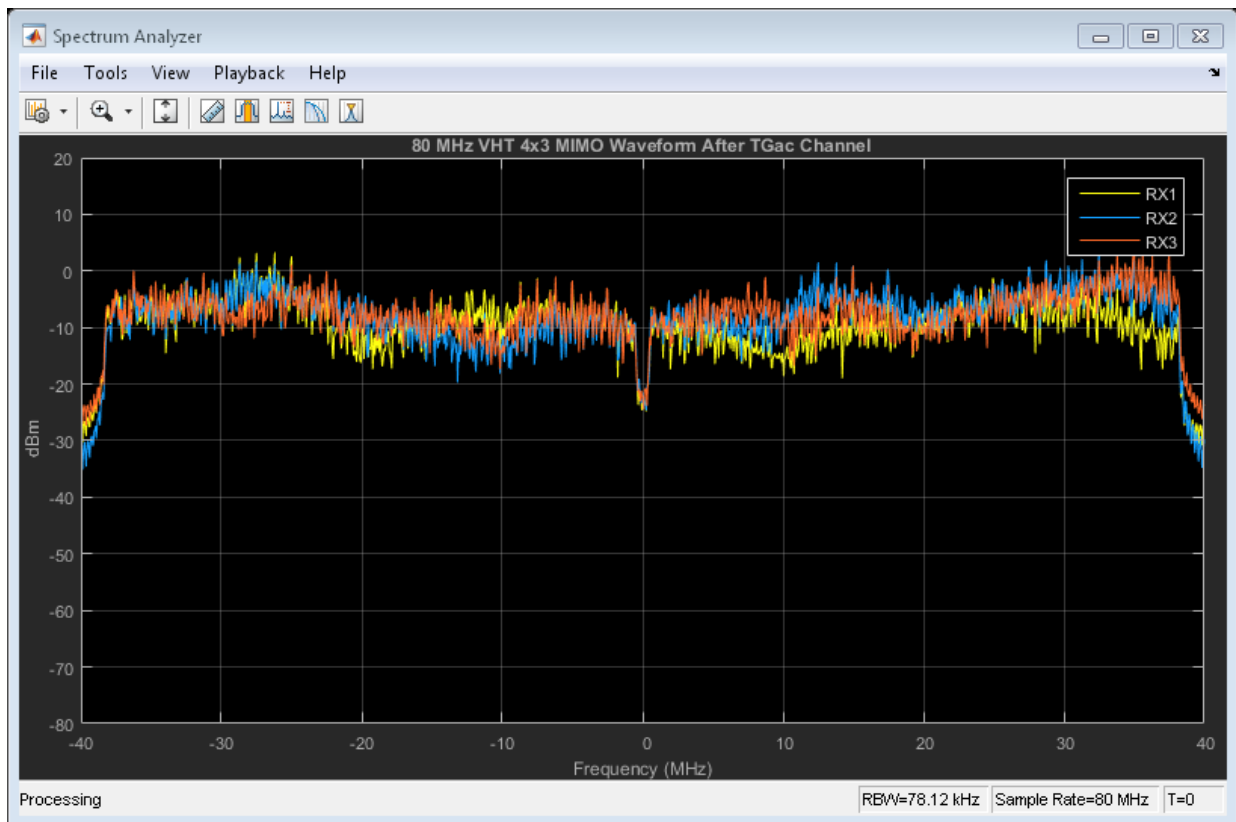 Spectrum Analyzer
File Tools View Playback Help
80 MHz VHT 4x3 MIMO Waveform After TGac Channel
20
10
0
-10
-20
-30
-40
-50
-60
-70
-80
dBm
RX1
RX2
RX3
-40 -30 -20 -10 0 10 20 30 40
Frequency (MHz)
Processing RBW=78.12 kHz Sample Rate=80 MHz T=0